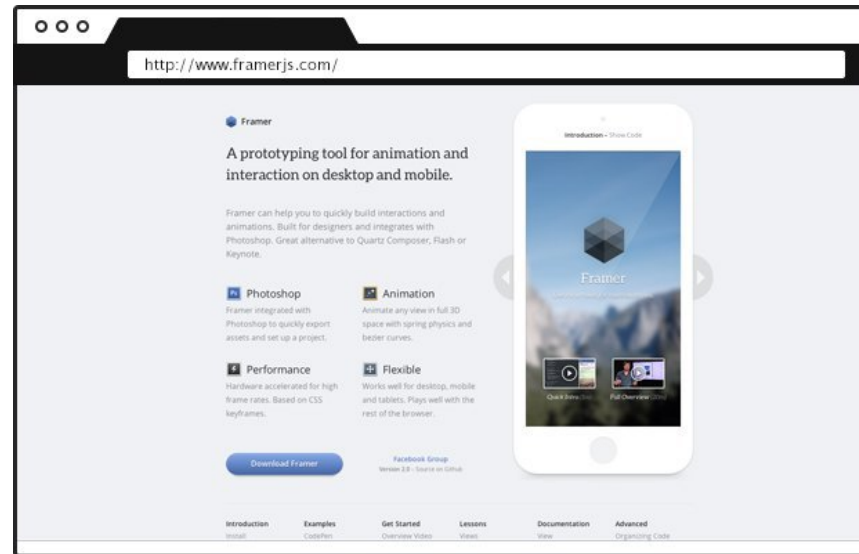 http://www.framerjs.com/
Framer
A prototyping tool for animation and
interaction on desktop and mobile.
Framer can help you to quickly build interactions and
animations. Built for designers and integrates with
Photoshop. Great alternative to Quartz Composer, Flash or
Keynote.
Photoshop
Framer integrated with
Photoshop to quickly export
assets and set up a project.
Animation
Animate any view in full 3D
space with spring physics and
bezier curves.
Performance
Hardware accelerated for high
frame rates. Based on CSS
keyframes.
Flexible
Works well for desktop, mobile
and tablets. Plays well with the
rest of the browser.
Download Framer
Facebook Group
Version 2.0 - Source on Github
Introduction – Show Code
Framer
Quick Intro
Full Overview
Introduction
Install
Examples
CodePen
Get Started
Overview Video
Lessons
Views
Documentation
View
Advanced
Organizing Code